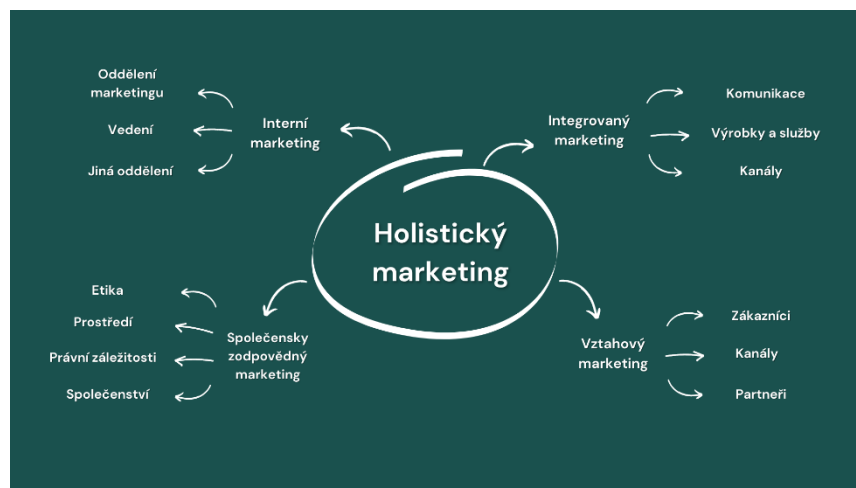 Oddělení
marketingu
Vedení
Jiná oddělení
Interní
marketing
Integrovaný
marketing
Komunikace
Výrobky a služby
Kanály
Holistický
marketing
Etika
Prostředí
Právní záležitosti
Společenství
Společensky
zodpovědný
marketing
Vztahový
marketing
Zákazníci
Kanály
Partneři